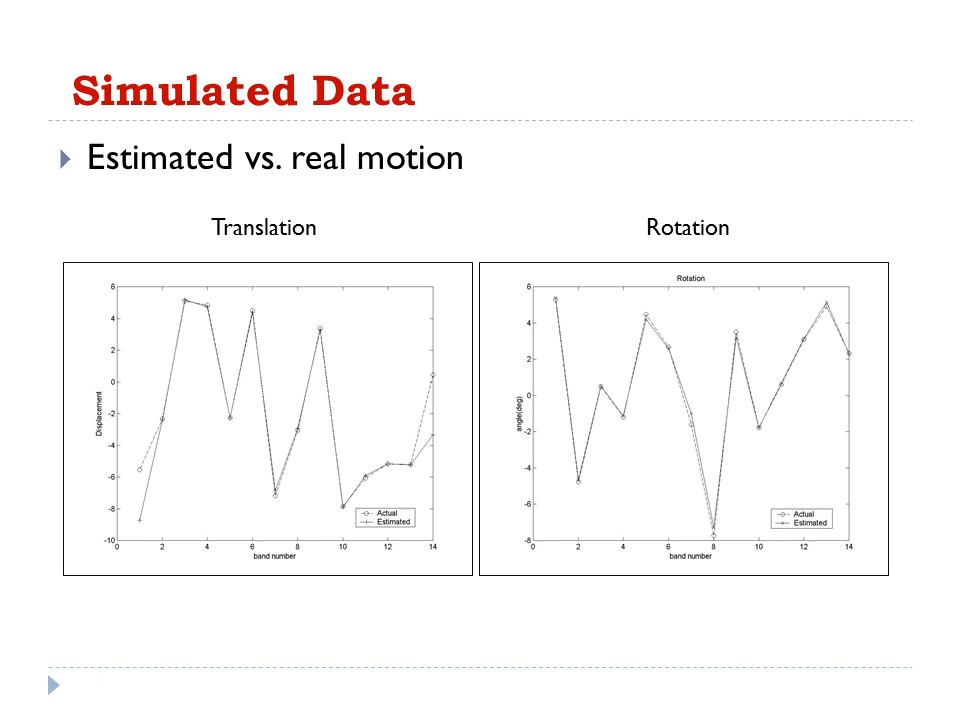 Simulated Data
Estimated vs. real motion
Translation
Rotation
6
4
2
0
-2
-4
-6
-8
-10
Displacement
0 2 4 6 8 10 12 14
band number
Actual
Estimated
Rotation
6
4
2
0
-2
-4
-6
-8
angle(deg)
0 2 4 6 8 10 12 14
band number
Actual
Estimated